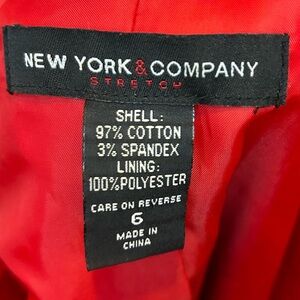 NEW YORK & COMPANY
STRETCH
SHELL:
97% COTTON
3% SPANDEX
LINING:
100% POLYESTER
CARE ON REVERSE
6
MADE IN
CHINA